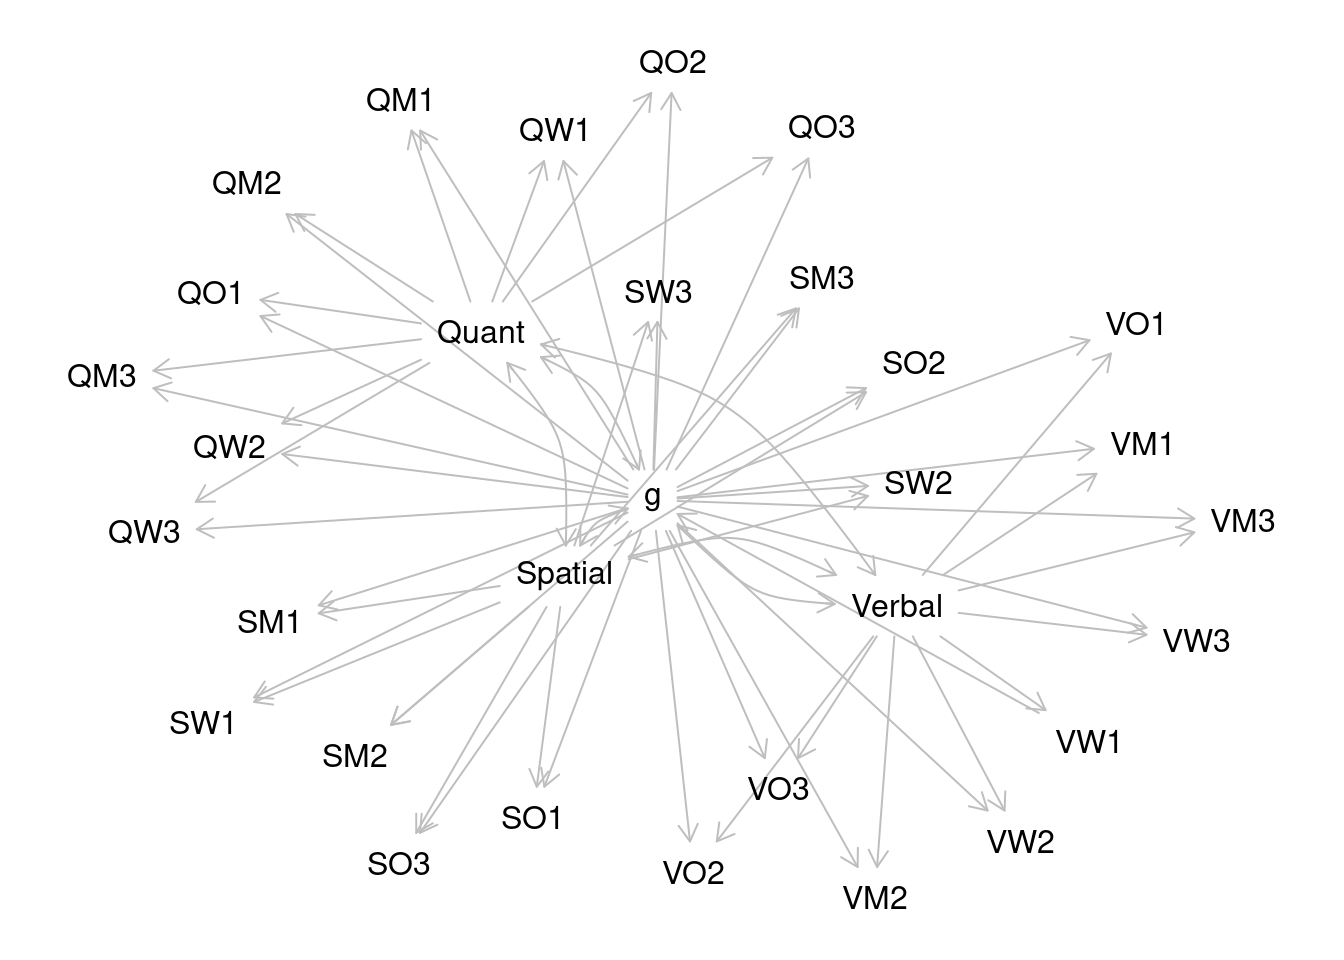 QO2
QM1
QW1
QO3
QM2
SM3
SW3
QO1
VO1
Quant
SO2
QM3
VM1
QW2
SW2
g
VM3
QW3
Spatial
Verbal
SM1
VW3
SW1
VW1
SM2
VO3
SO1
VW2
SO3
VO2
VM2